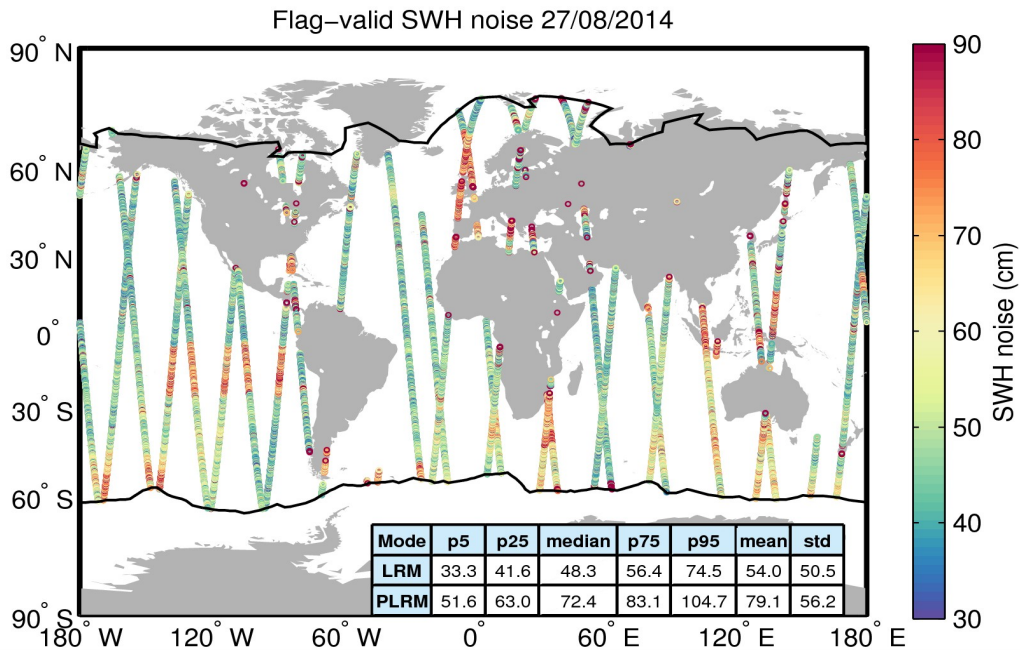 Flag−valid SWH noise 27/08/2014
90° N
60° N
30° N
0°
30° S
60° S
90° S
180° W 120° W 60° W 0° 60° E 120° E 180° E
Mode p5 p25 median p75 p95 mean std
LRM 33.3 41.6 48.3 56.4 74.5 54.0 50.5
PLRM 51.6 63.0 72.4 83.1 104.7 79.1 56.2
90
80
70
60
50
40
30
SWH noise (cm)